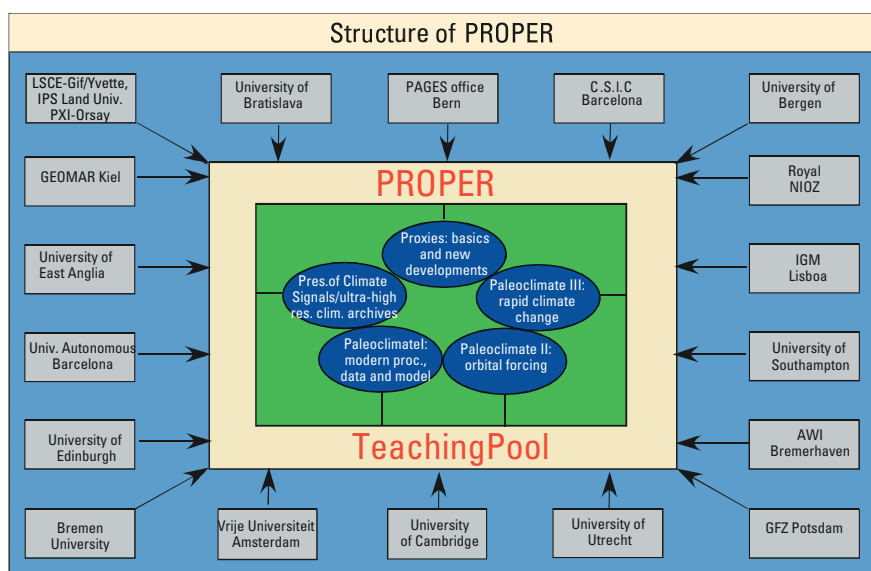 Structure of PROPER
LSCE-Gif/Yvette,
IPS Land Univ.
PXI-Orsay
University of
Bratislava
PAGES office
Bern
C.S.I.C
Barcelona
University of
Bergen
GEOMAR Kiel
University of
East Anglia
Univ. Autonomous
Barcelona
University of
Edinburgh
Bremen
University
PROPER
Proxies: basics
and new
developments
Pres.of Climate
Signals/ultra-high
res. clim. archives
Paleoclimate III:
rapid climate
change
PaleoclimateI:
modern proc.,
data and model
Paleoclimate II:
orbital forcing
TeachingPool
Royal
NIOZ
IGM
Lisboa
University of
Southampton
AWI
Bremerhaven
Vrije Universiteit
Amsterdam
University
of Cambridge
University of
Utrecht
GFZ Potsdam